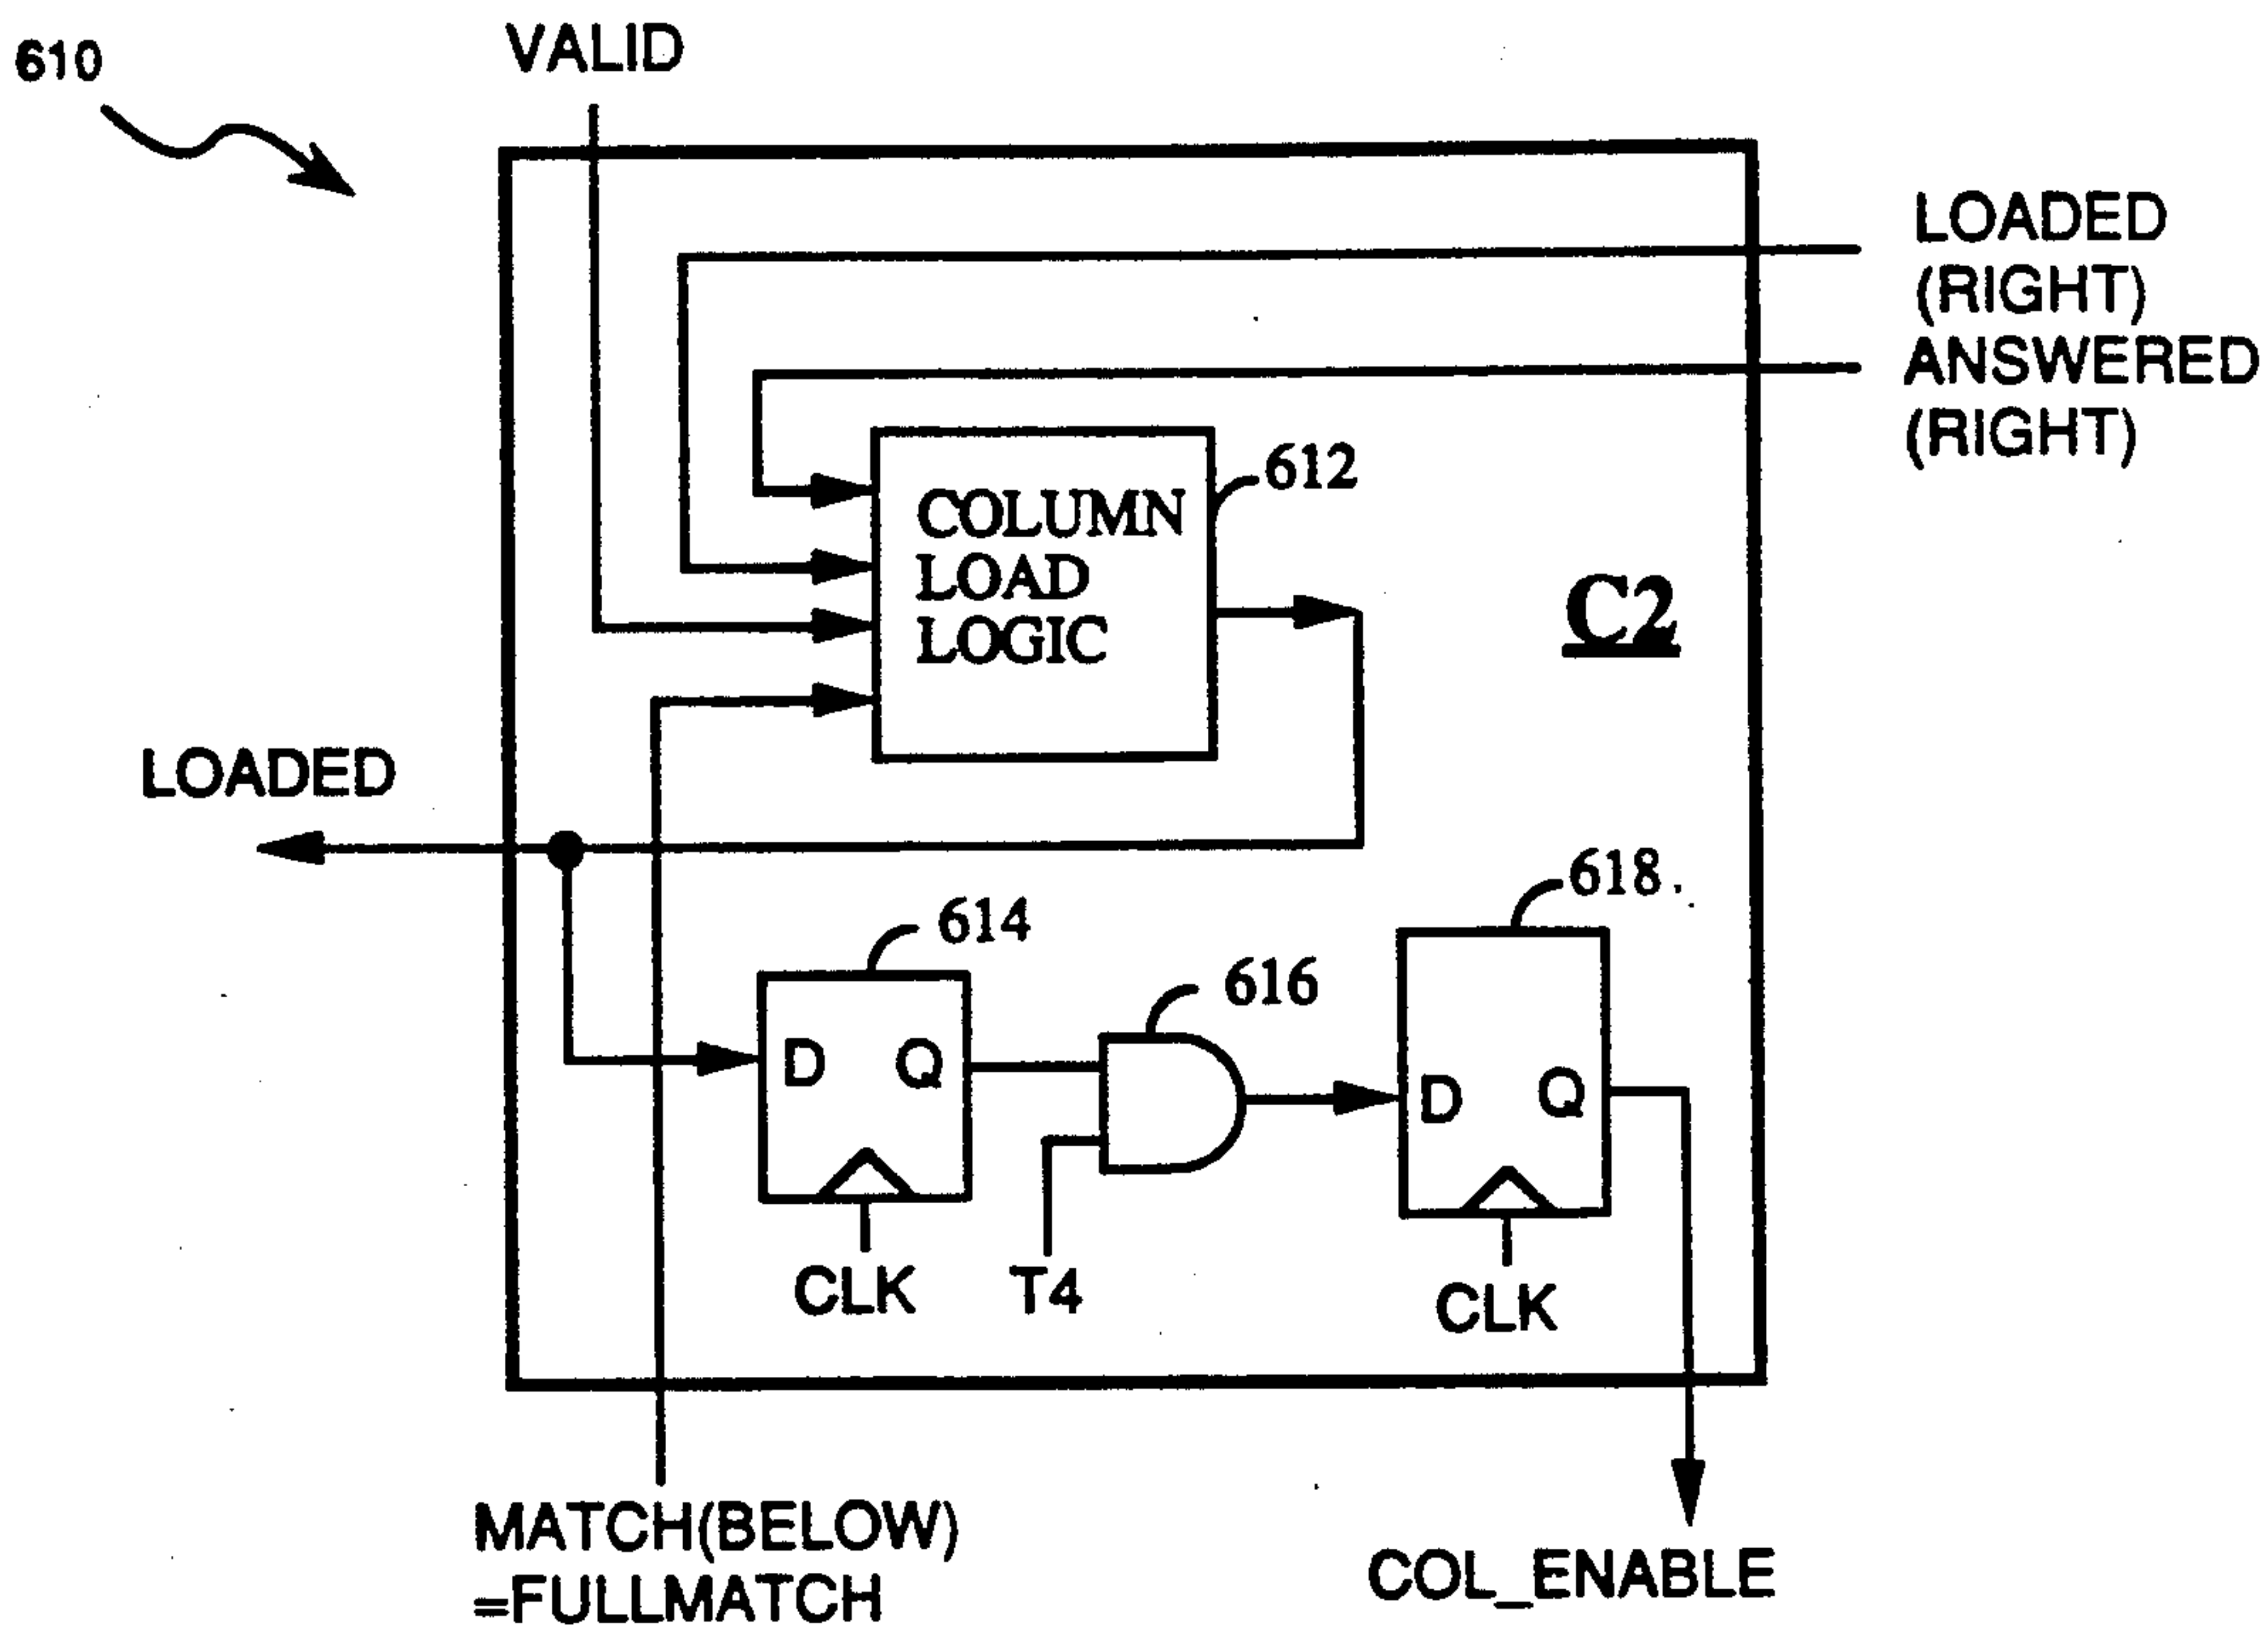 610
VALID
LOADED
(RIGHT)
ANSWERED
(RIGHT)
612
COLUMN
LOAD
LOGIC
C2
LOADED
614
616
618.
D Q
D Q
CLK
T4
CLK
MATCH(BELOW)
=FULLMATCH
COL_ENABLE